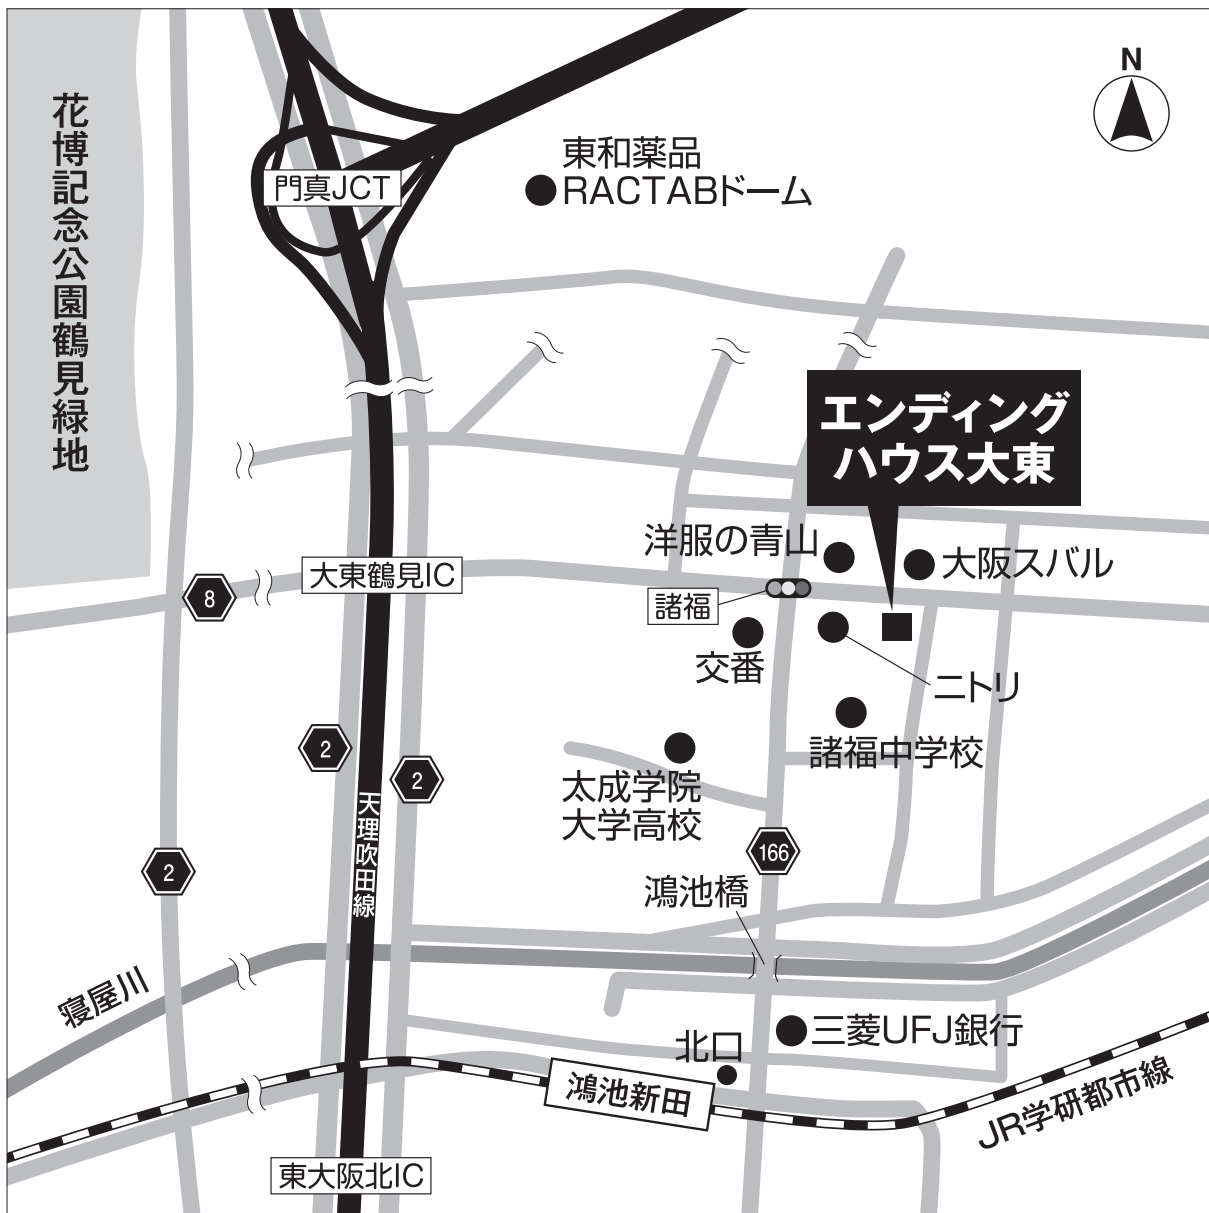 N
花博記念公園鶴見緑地
門真JCT
東和薬品
RACTABドーム
エンディング
ハウス大東
洋服の青山
大阪スバル
大東鶴見IC
8
諸福
交番
ニトリ
諸福中学校
2
2
太成学院
大学高校
天理吹田線
166
2
鴻池橋
寝屋川
三菱UFJ銀行
北口
鴻池新田
JR学研都市線
東大阪北IC